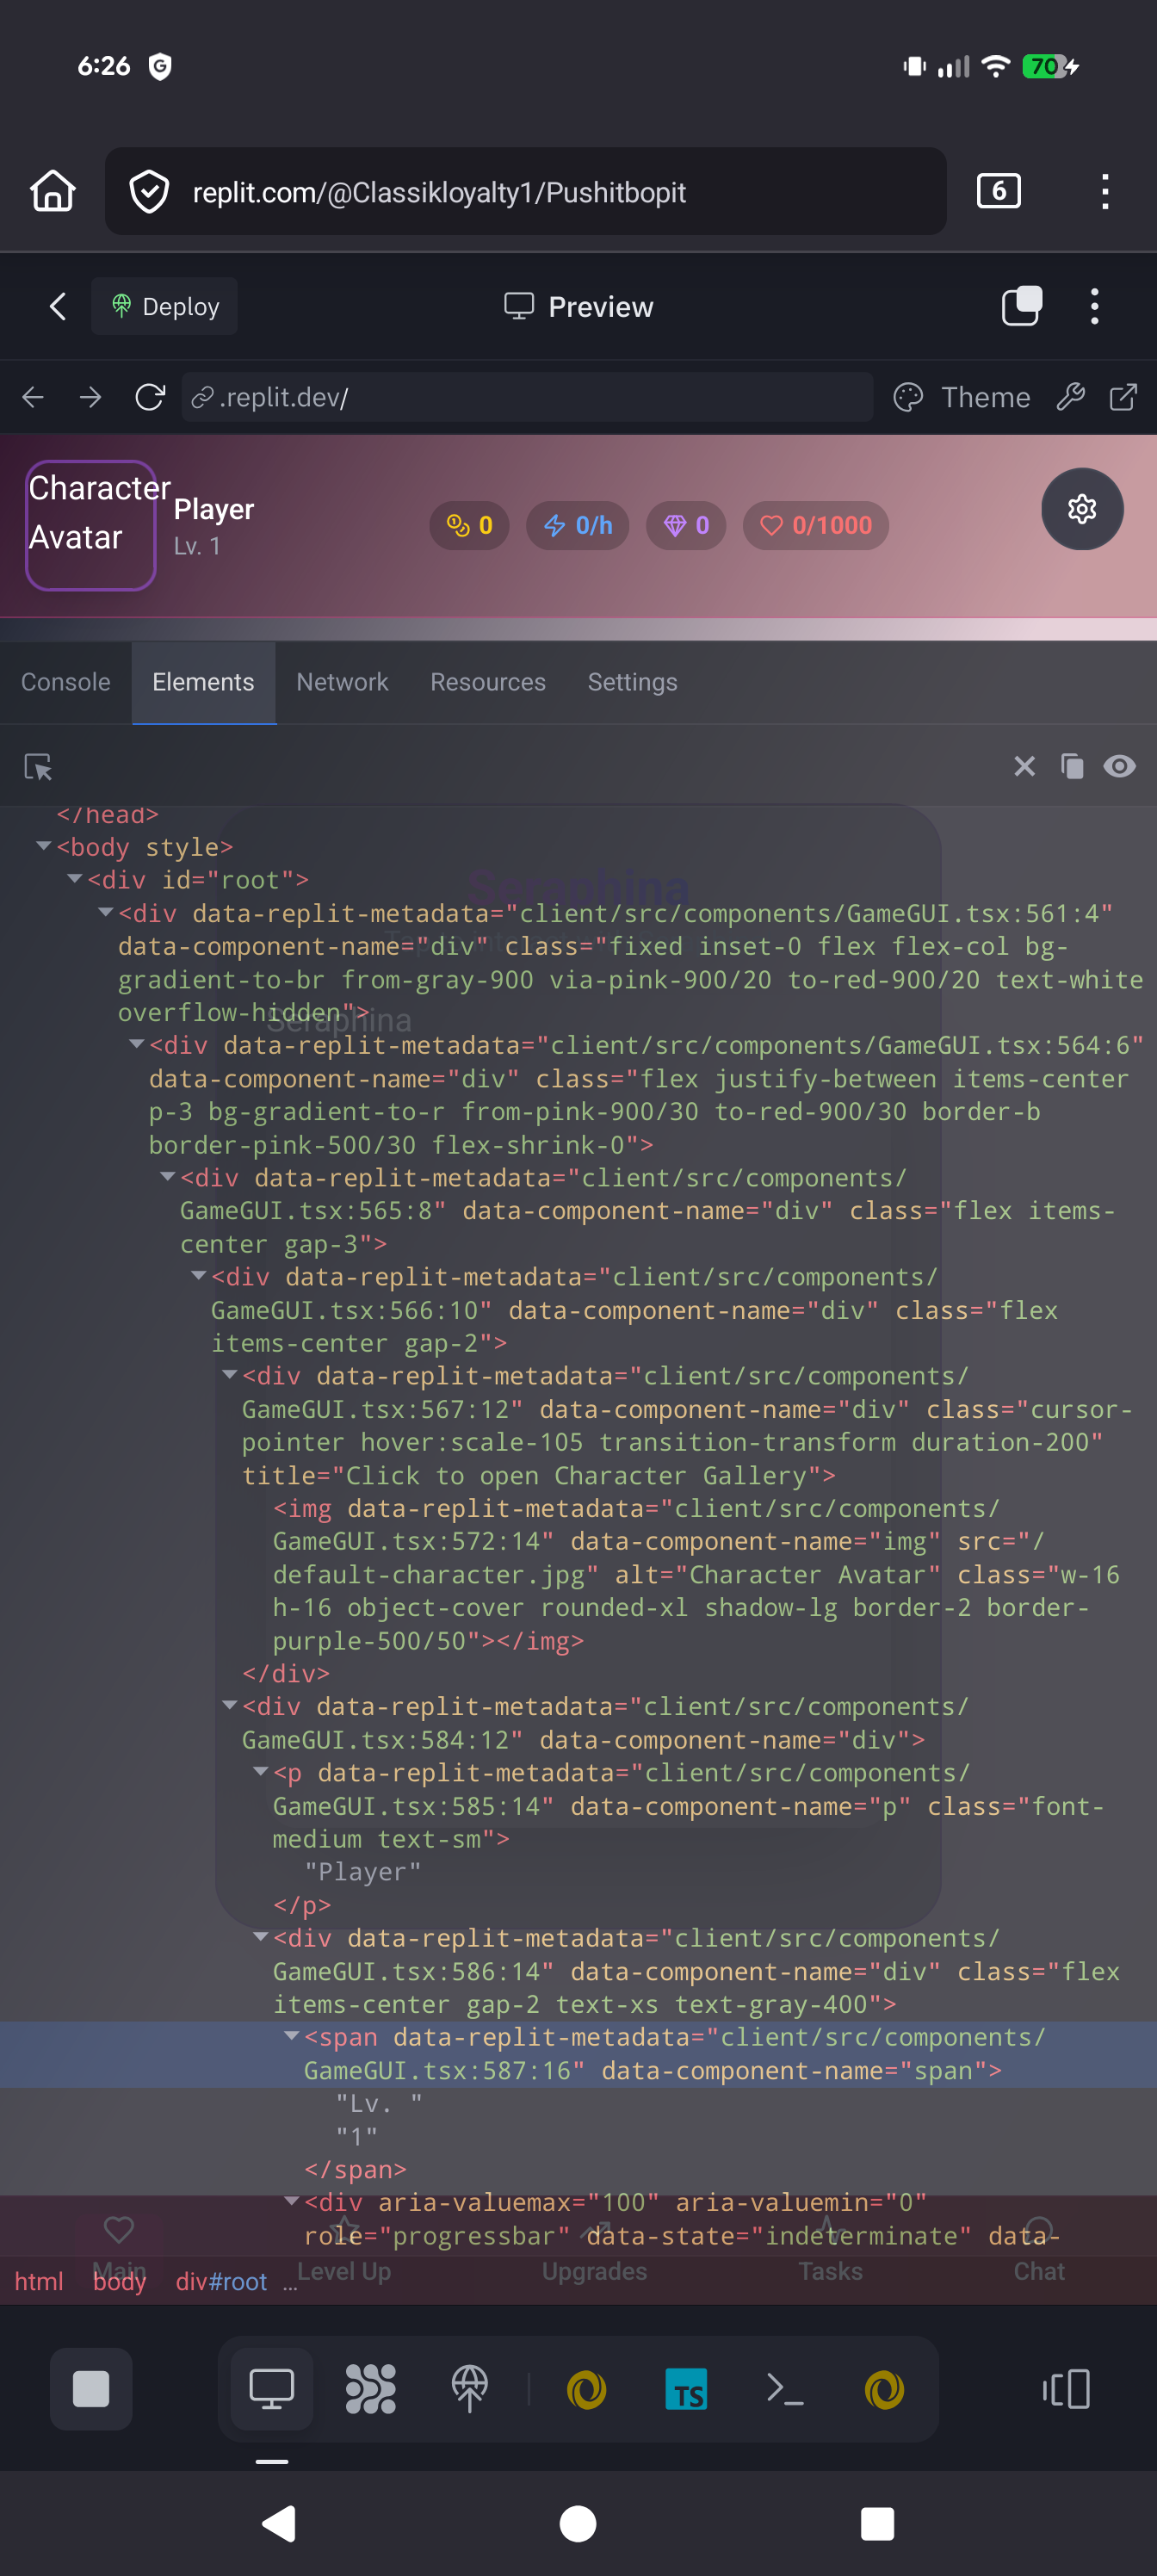 6:26
70
replit.com/@Classikloyalty1/Pushitbopit
6
Deploy
Preview
.replit.dev/
Theme
Character
Avatar
Player
Lv. 1
0
0/h
0
0/1000
Console
Elements
Network
Resources
Settings
</head>
<body style>
<div id="root">
Seraphina
<div data-replit-metadata="client/src/components/GameGUI.tsx:561:4"
data-component-name="div" class="fixed inset-0 flex flex-col bg-
gradient-to-br from-gray-900 via-pink-900/20 to-red-900/20 text-white
overflow-hidden">
Seraphina
<div data-replit-metadata="client/src/components/GameGUI.tsx:564:6"
data-component-name="div" class="flex justify-between items-center
p-3 bg-gradient-to-r from-pink-900/30 to-red-900/30 border-b
border-pink-500/30 flex-shrink-0">
<div data-replit-metadata="client/src/components/
GameGUI.tsx:565:8" data-component-name="div" class="flex items-
center gap-3">
<div data-replit-metadata="client/src/components/
GameGUI.tsx:566:10" data-component-name="div" class="flex
items-center gap-2">
<div data-replit-metadata="client/src/components/
GameGUI.tsx:567:12" data-component-name="div" class="cursor-
pointer hover:scale-105 transition-transform duration-200"
title="Click to open Character Gallery">
<img data-replit-metadata="client/src/components/
GameGUI.tsx:572:14" data-component-name="img" src="/
default-character.jpg" alt="Character Avatar" class="w-16
h-16 object-cover rounded-xl shadow-lg border-2 border-
purple-500/50"></img>
</div>
<div data-replit-metadata="client/src/components/
GameGUI.tsx:584:12" data-component-name="div">
<p data-replit-metadata="client/src/components/
GameGUI.tsx:585:14" data-component-name="p" class="font-
medium text-sm">
"Player"
</p>
<div data-replit-metadata="client/src/components/
GameGUI.tsx:586:14" data-component-name="div" class="flex
items-center gap-2 text-xs text-gray-400">
<span data-replit-metadata="client/src/components/
GameGUI.tsx:587:16" data-component-name="span">
"Lv. "
"1"
</span>
<div aria-valuemax="100" aria-valuemin="0"
role="progressbar" data-state="indeterminate" data-
Main
Level Up
Upgrades
Tasks
Chat
html body div#root …
TS